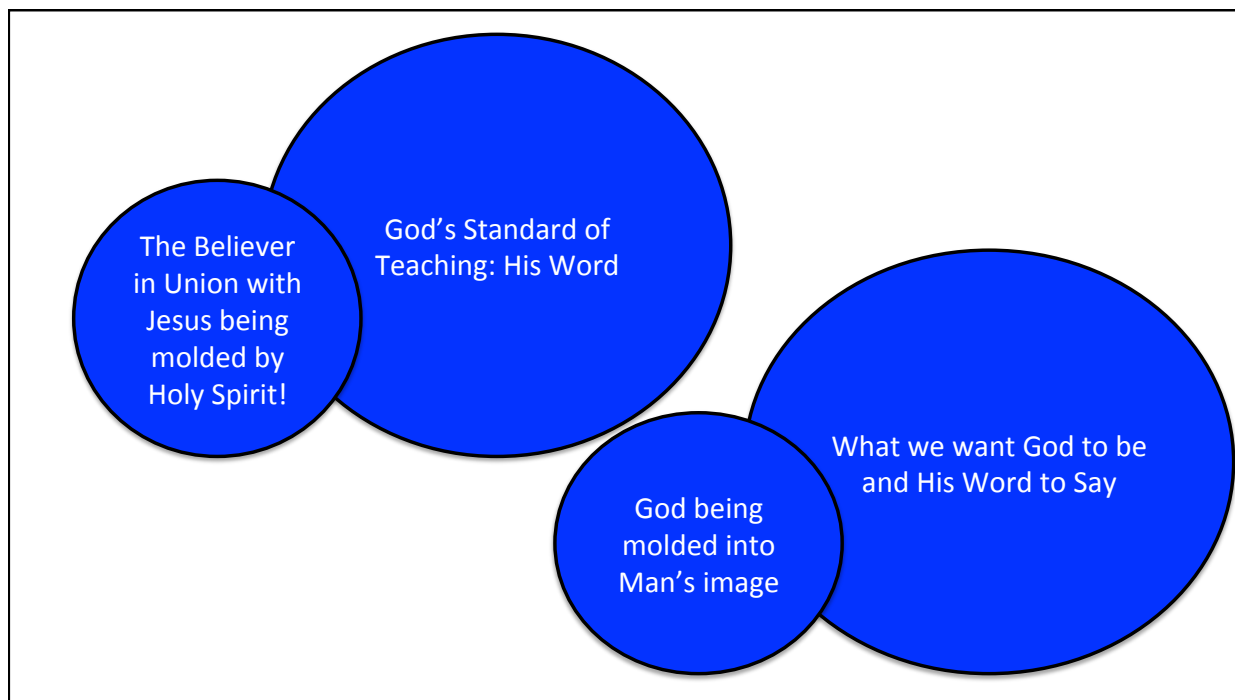 The Believer
in Union with
Jesus being
molded by
Holy Spirit!
God’s Standard of
Teaching: His Word
God being
molded into
Man’s image
What we want God to be
and His Word to Say